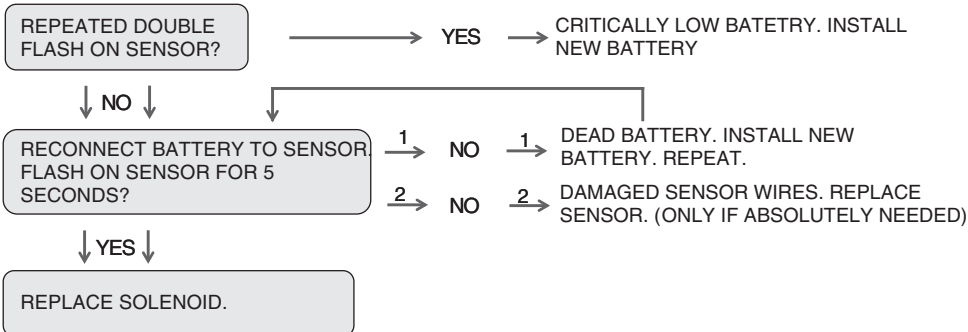 REPEATED DOUBLE
FLASH ON SENSOR?
YES
CRITICALLY LOW BATETRY. INSTALL
NEW BATTERY
NO
RECONNECT BATTERY TO SENSOR.
FLASH ON SENSOR FOR 5
SECONDS?
1
NO
1
DEAD BATTERY. INSTALL NEW
BATTERY. REPEAT.
2
NO
2
DAMAGED SENSOR WIRES. REPLACE
SENSOR. (ONLY IF ABSOLUTELY NEEDED)
YES
REPLACE SOLENOID.